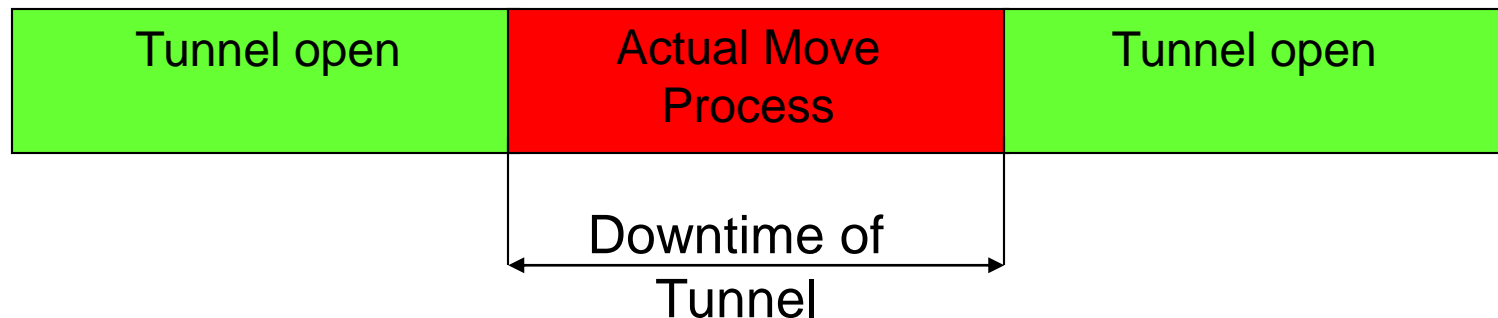 Tunnel open
Actual Move
Process
Tunnel open
Downtime of
Tunnel